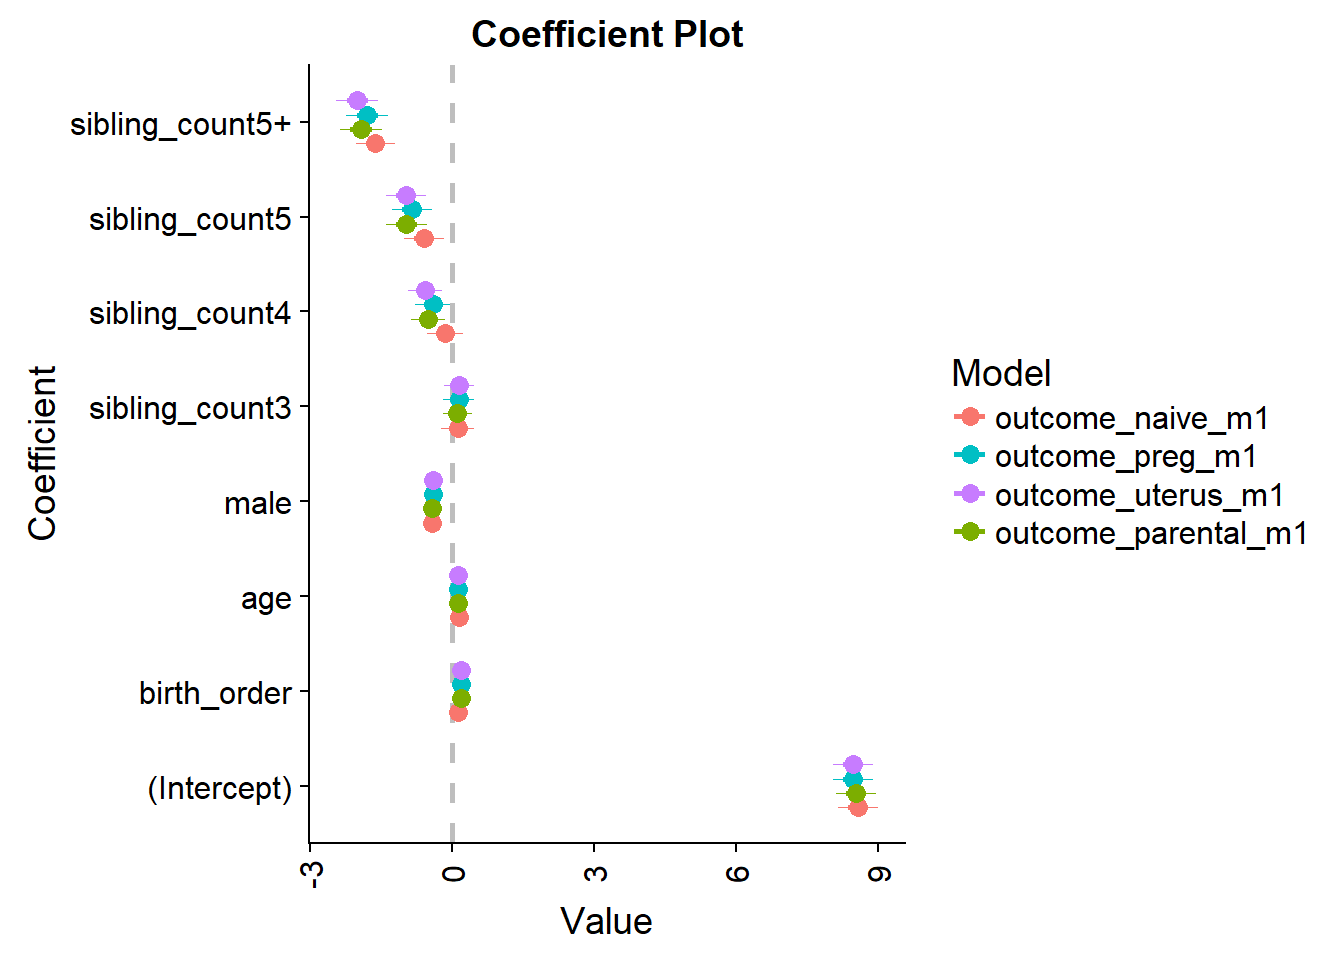 Coefficient Plot
sibling_count5+
sibling_count5
sibling_count4
sibling_count3
male
age
birth_order
(Intercept)
Coefficient
-3
0
3
6
9
Value
Model
outcome_naive_m1
outcome_preg_m1
outcome_uterus_m1
outcome_parental_m1